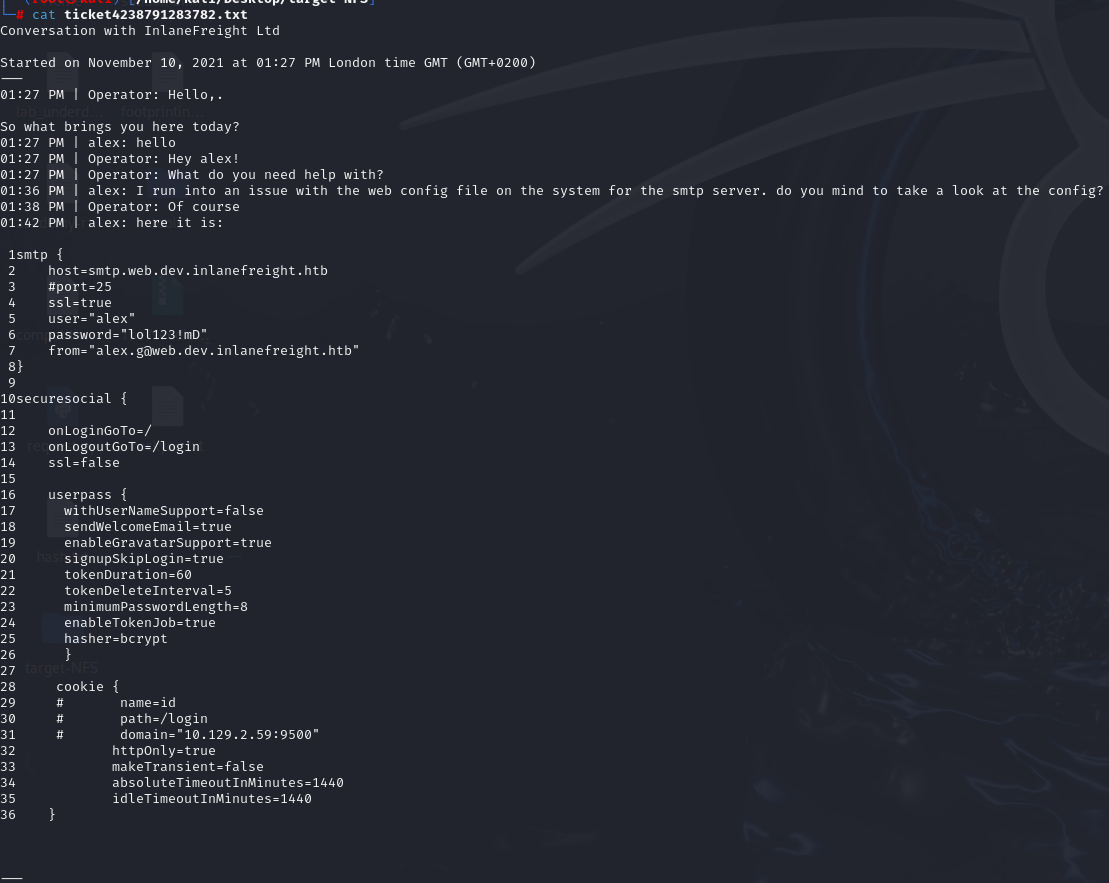 (root㉿kali)-[/home/kali/Desktop/target-NFS]
└─# cat ticket4238791283782.txt
Conversation with InlaneFreight Ltd
Started on November 10, 2021 at 01:27 PM London time GMT (GMT+0200)
———
01:27 PM | Operator: Hello,.
So what brings you here today?
01:27 PM | alex: hello
01:27 PM | Operator: Hey alex!
01:27 PM | Operator: What do you need help with?
01:36 PM | alex: I run into an issue with the web config file on the system for the smtp server. do you mind to take a look at the config?
01:38 PM | Operator: Of course
01:42 PM | alex: here it is:
1smtp {
2    host=smtp.web.dev.inlanefreight.htb
3    #port=25
4    ssl=true
5    user="alex"
6    password="lol123!mD"
7    from="alex.g@web.dev.inlanefreight.htb"
8}
9
10securesocial {
11
12    onLoginGoTo=/
13    onLogoutGoTo=/login
14    ssl=false
15
16    userpass {
17      withUserNameSupport=false
18      sendWelcomeEmail=true
19      enableGravatarSupport=true
20      signupSkipLogin=true
21      tokenDuration=60
22      tokenDeleteInterval=5
23      minimumPasswordLength=8
24      enableTokenJob=true
25      hasher=bcrypt
26      }
27
28     cookie {
29     #       name=id
30     #       path=/login
31     #       domain="10.129.2.59:9500"
32            httpOnly=true
33            makeTransient=false
34            absoluteTimeoutInMinutes=1440
35            idleTimeoutInMinutes=1440
36    }
———
target-NFS